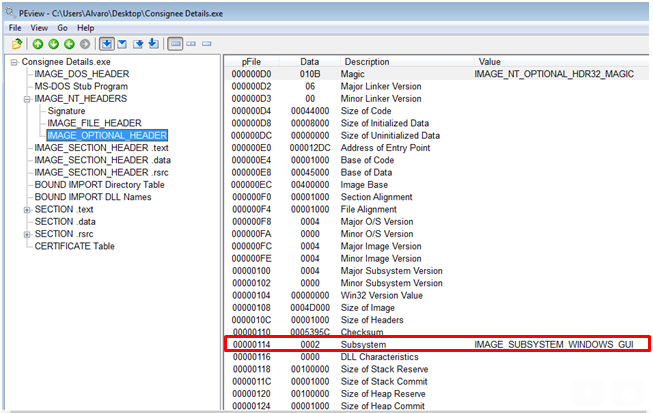 PEview - C:\Users\Alvaro\Desktop\Consignee Details.exe
File View Go Help
Consignee Details.exe
IMAGE_DOS_HEADER
MS-DOS Stub Program
IMAGE_NT_HEADERS
Signature
IMAGE_FILE_HEADER
IMAGE_OPTIONAL_HEADER
IMAGE_SECTION_HEADER .text
IMAGE_SECTION_HEADER .data
IMAGE_SECTION_HEADER .rsrc
BOUND IMPORT Directory Table
BOUND IMPORT DLL Names
SECTION .text
SECTION .data
SECTION .rsrc
CERTIFICATE Table
pFile Data Description Value
000000D0 010B Magic IMAGE_NT_OPTIONAL_HDR32_MAGIC
000000D2 06 Major Linker Version
000000D3 00 Minor Linker Version
000000D4 00044000 Size of Code
000000D8 00008000 Size of Initialized Data
000000DC 00000000 Size of Uninitialized Data
000000E0 000012DC Address of Entry Point
000000E4 00001000 Base of Code
000000E8 00045000 Base of Data
000000EC 00400000 Image Base
000000F0 00001000 Section Alignment
000000F4 00001000 File Alignment
000000F8 0004 Major O/S Version
000000FA 0000 Minor O/S Version
000000FC 0004 Major Image Version
000000FE 0004 Minor Image Version
00000100 0004 Major Subsystem Version
00000102 0000 Minor Subsystem Version
00000104 00000000 Win32 Version Value
00000108 0004D000 Size of Image
0000010C 00001000 Size of Headers
00000110 0005395C Checksum
00000114 0002 Subsystem IMAGE_SUBSYSTEM_WINDOWS_GUI
00000116 0000 DLL Characteristics
00000118 00100000 Size of Stack Reserve
0000011C 00001000 Size of Stack Commit
00000120 00100000 Size of Heap Reserve
00000124 00001000 Size of Heap Commit